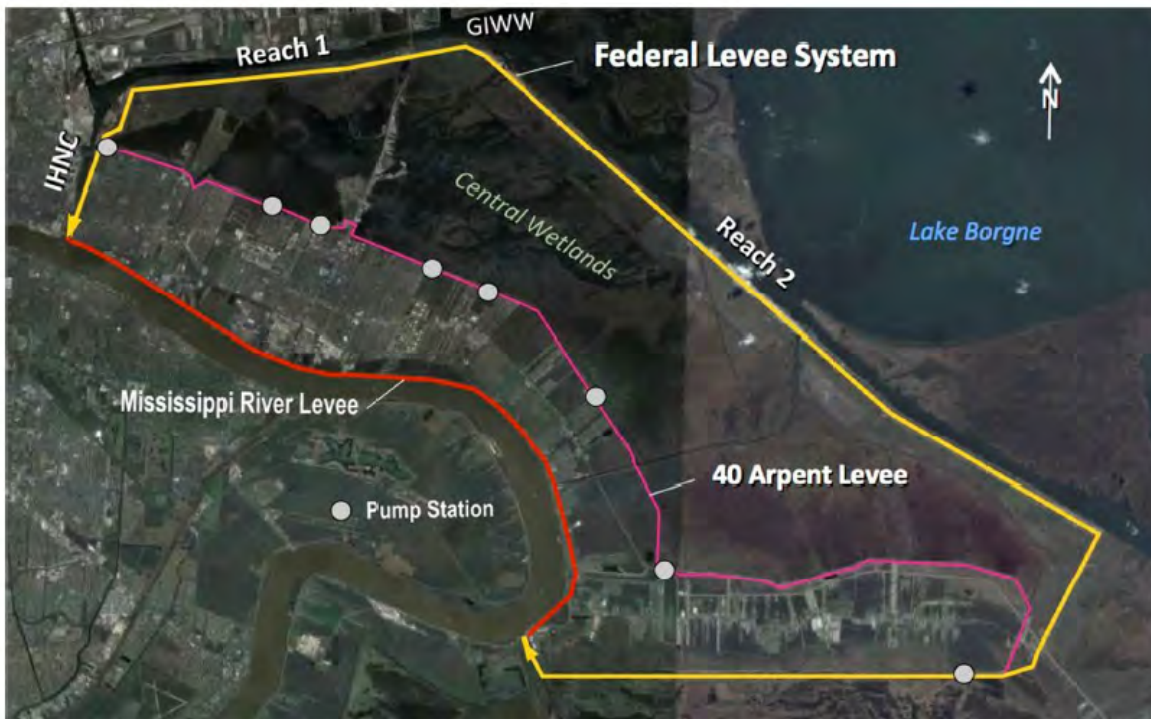 GIWW
Reach 1
Federal Levee System
N
IHNC
Central Wetlands
Lake Borgne
Reach 2
Mississippi River Levee
40 Arpent Levee
Pump Station